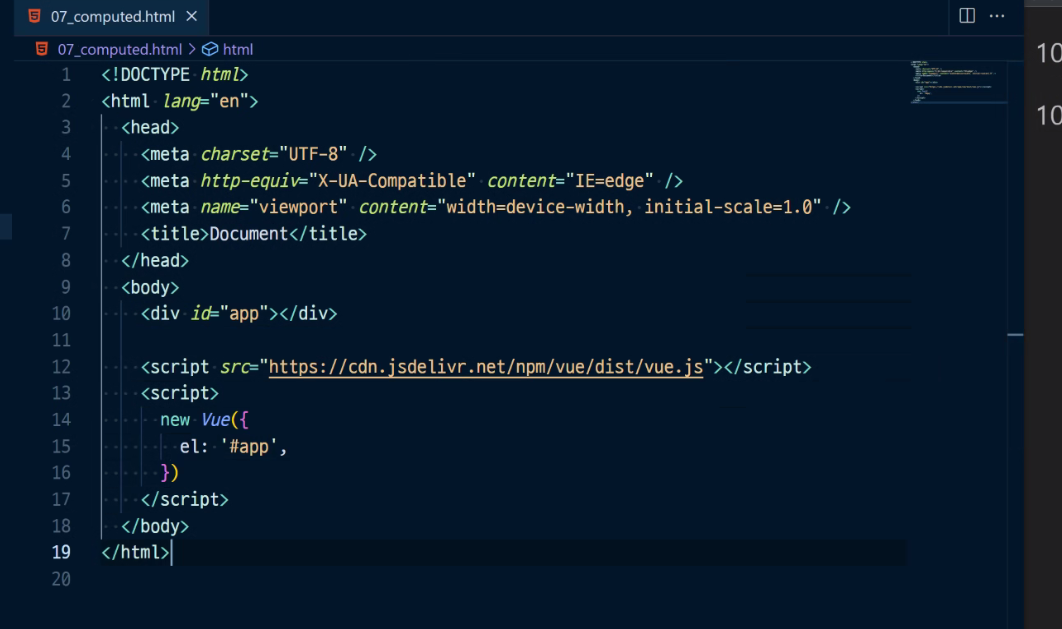 07_computed.html
07_computed.html > html
1 <!DOCTYPE html>
2 <html lang="en">
3 <head>
4 <meta charset="UTF-8" />
5 <meta http-equiv="X-UA-Compatible" content="IE=edge" />
6 <meta name="viewport" content="width=device-width, initial-scale=1.0" />
7 <title>Document</title>
8 </head>
9 <body>
10 <div id="app"></div>
11
12 <script src="https://cdn.jsdelivr.net/npm/vue/dist/vue.js"></script>
13 <script>
14 new Vue({
15 el: '#app',
16 })
17 </script>
18 </body>
19 </html>
20
10
10